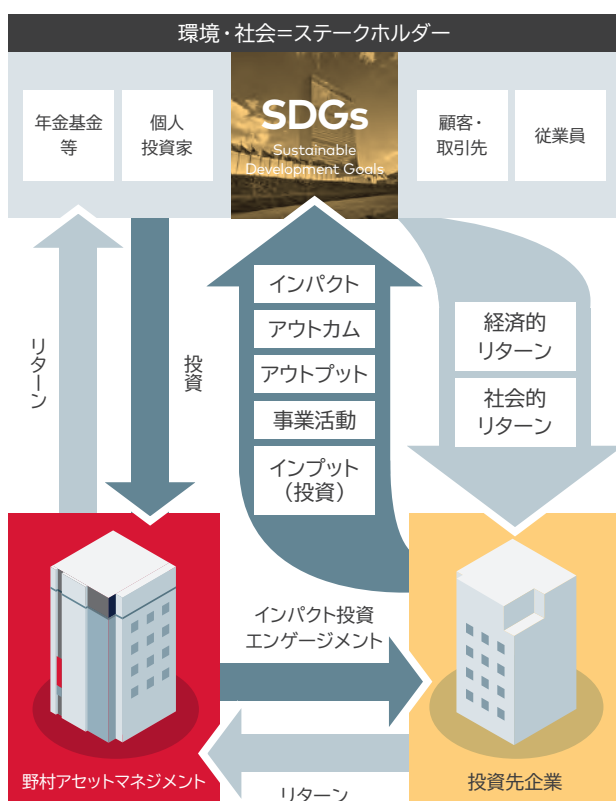 環境・社会=ステークホルダー
年金基金
等
個人
投資家
SDGs
Sustainable
Development Goals
顧客・
取引先
従業員
リターン
投資
インパクト
アウトカム
アウトプット
事業活動
インプット
(投資)
経済的
リターン
社会的
リターン
インパクト投資
エンゲージメント
野村アセットマネジメント
リターン
投資先企業